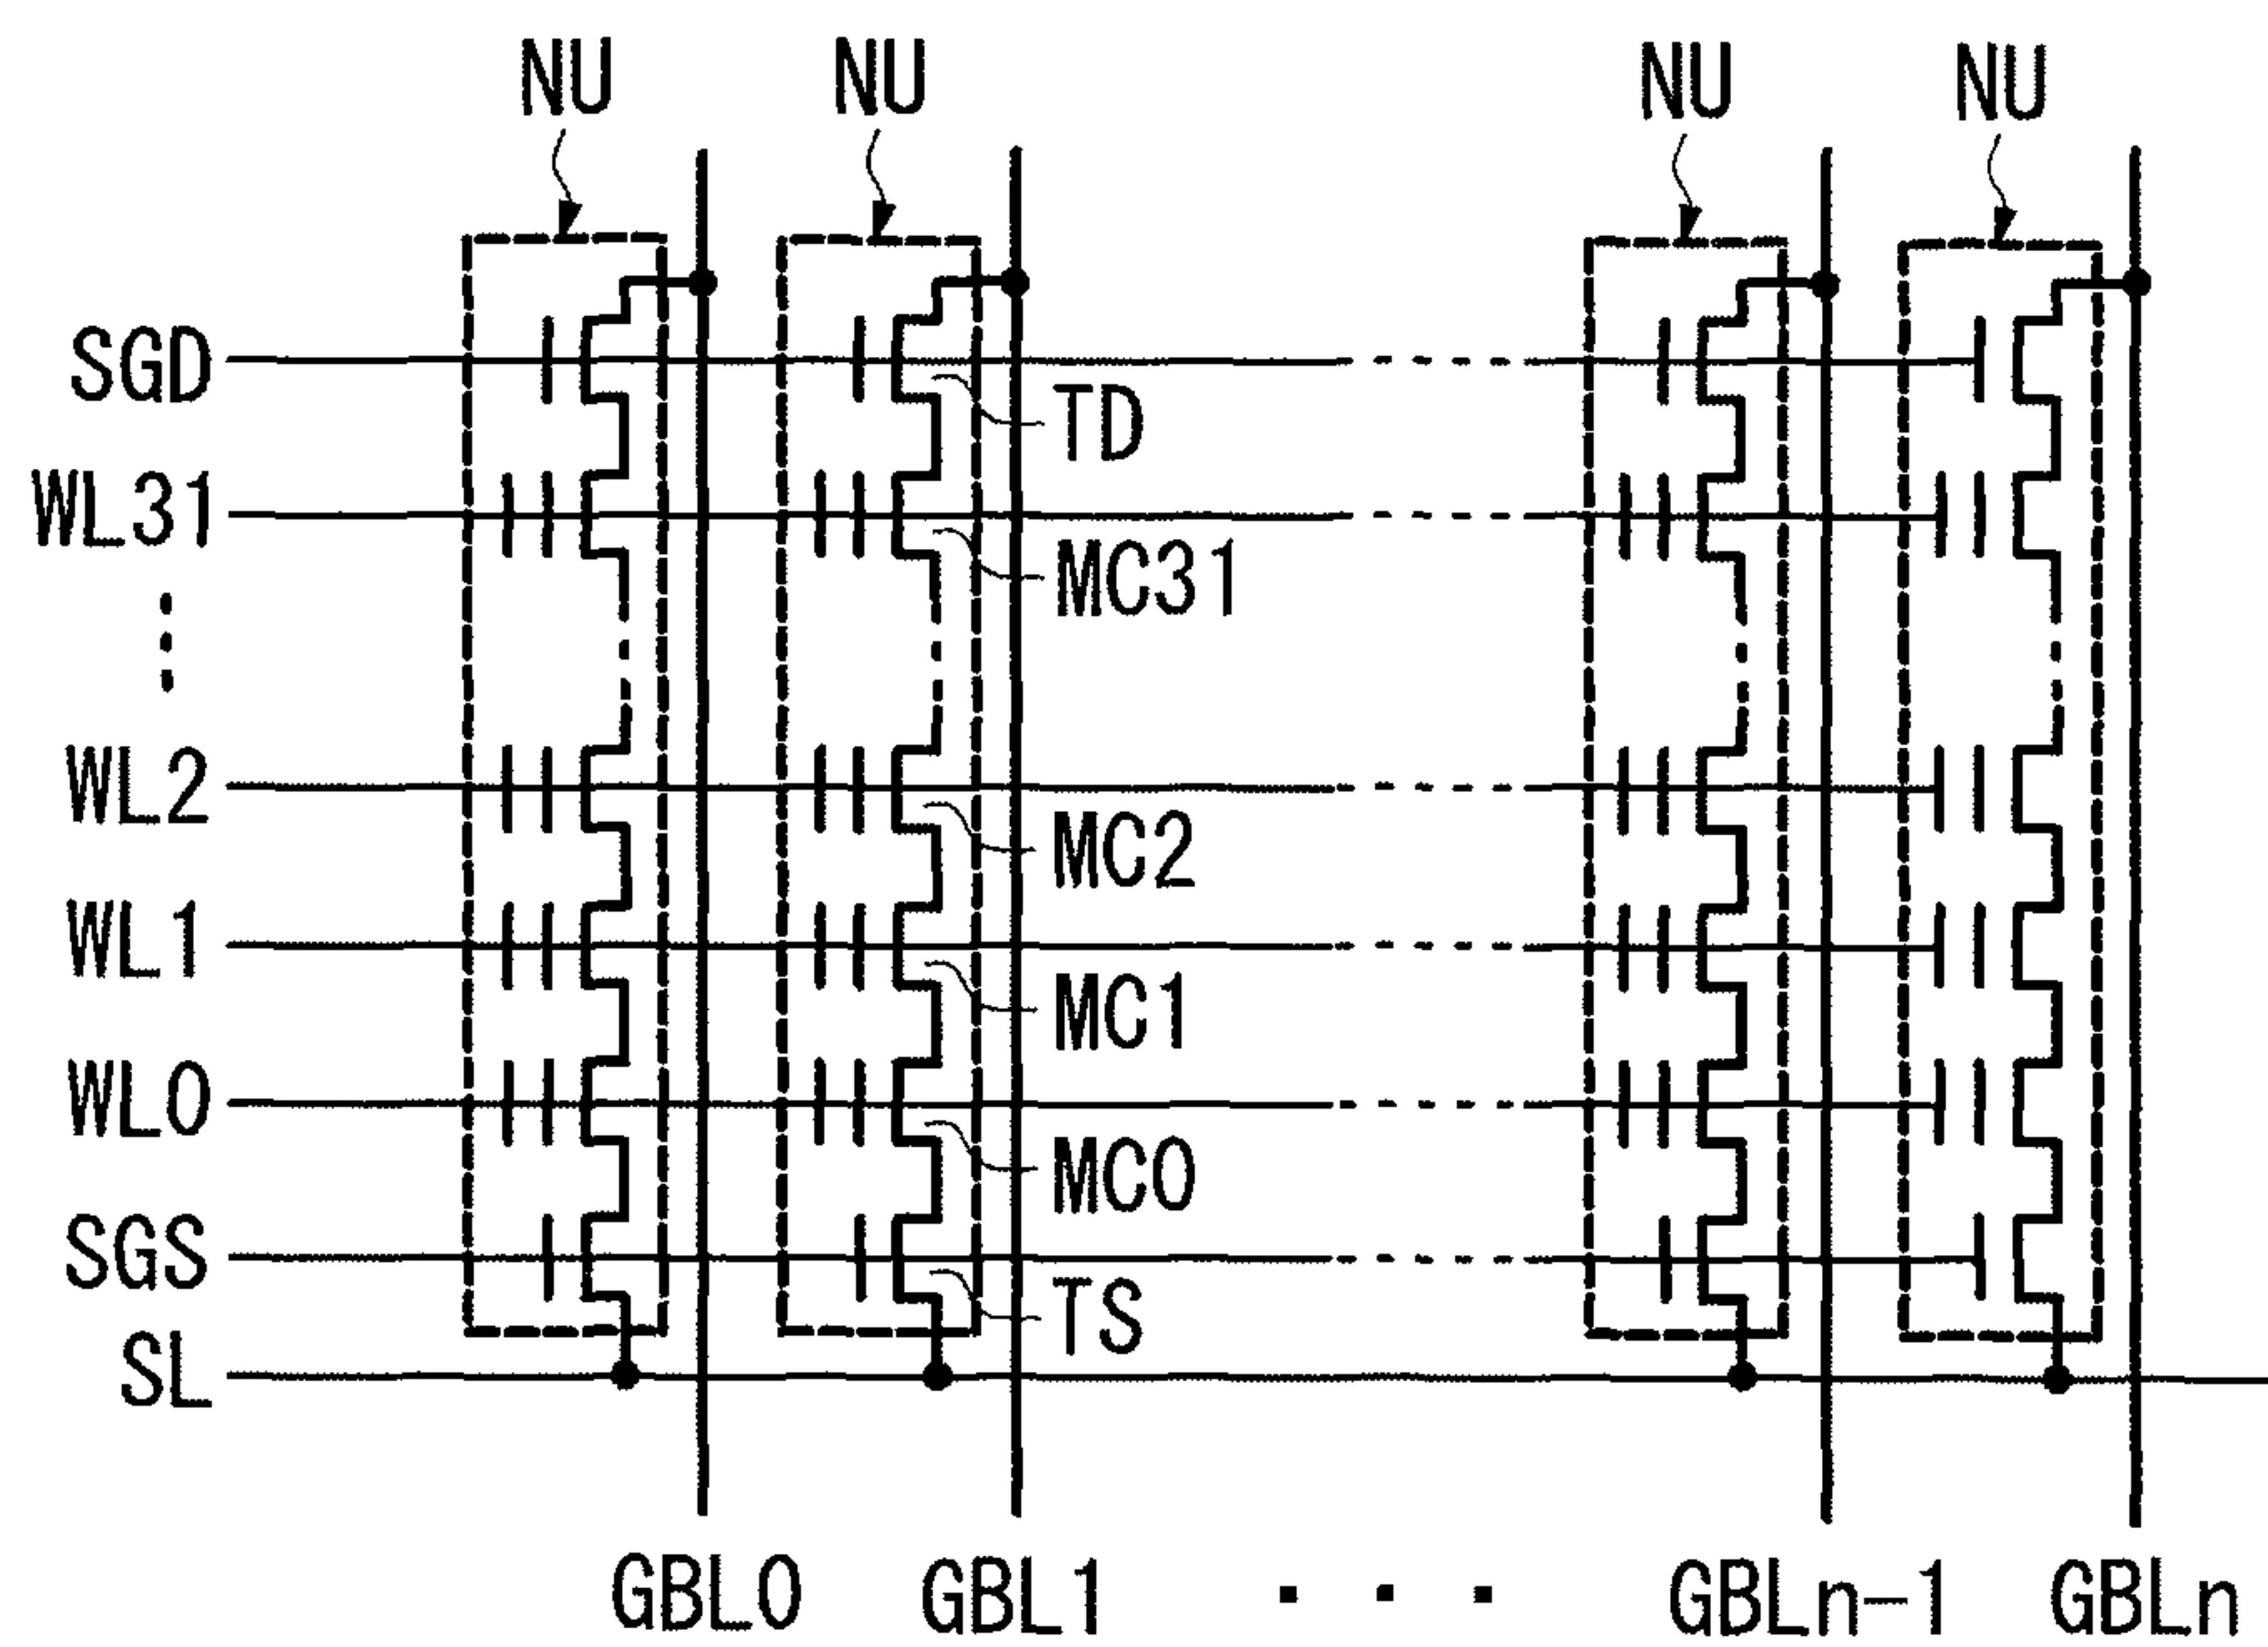 NU NU NU NU
SGD
TD
WL31
MC31
WL2
MC2
WL1
MC1
WL0
MC0
SGS
TS
SL
GBL0 GBL1 ... GBLn-1 GBLn